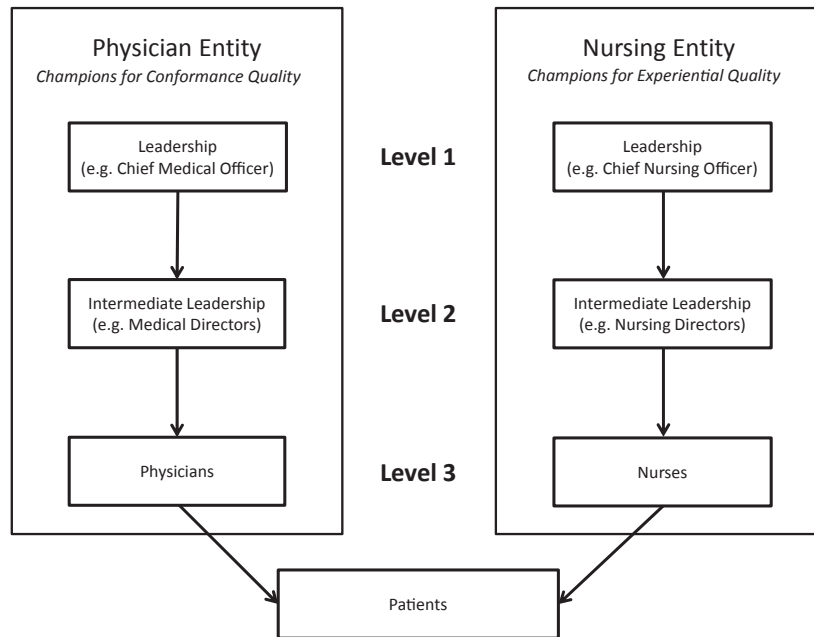 Physician Entity
Champions for Conformance Quality
Leadership
(e.g. Chief Medical Officer)
Intermediate Leadership
(e.g. Medical Directors)
Physicians
Level 1
Level 2
Level 3
Nursing Entity
Champions for Experiential Quality
Leadership
(e.g. Chief Nursing Officer)
Intermediate Leadership
(e.g. Nursing Directors)
Nurses
Patients